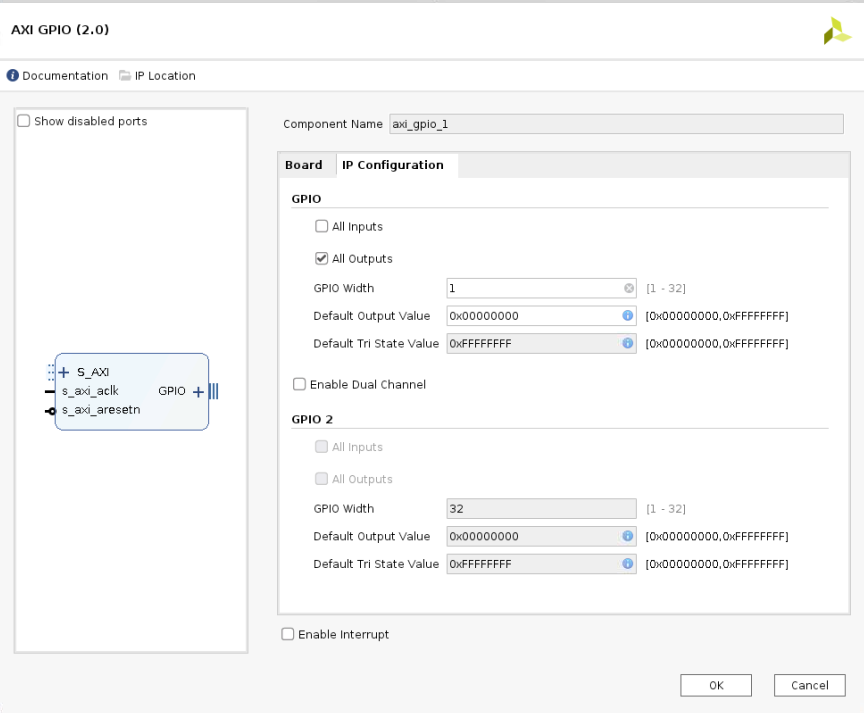 AXI GPIO (2.0)
Documentation IP Location
Show disabled ports
S_AXI
s_axi_aclk GPIO
s_axi_aresetn
Component Name axi_gpio_1
Board IP Configuration
GPIO
All Inputs
All Outputs
GPIO Width 1 [1 - 32]
Default Output Value 0x00000000 [0x00000000,0xFFFFFFFF]
Default Tri State Value 0xFFFFFFFF [0x00000000,0xFFFFFFFF]
Enable Dual Channel
GPIO 2
All Inputs
All Outputs
GPIO Width 32 [1 - 32]
Default Output Value 0x00000000 [0x00000000,0xFFFFFFFF]
Default Tri State Value 0xFFFFFFFF [0x00000000,0xFFFFFFFF]
Enable Interrupt
OK Cancel